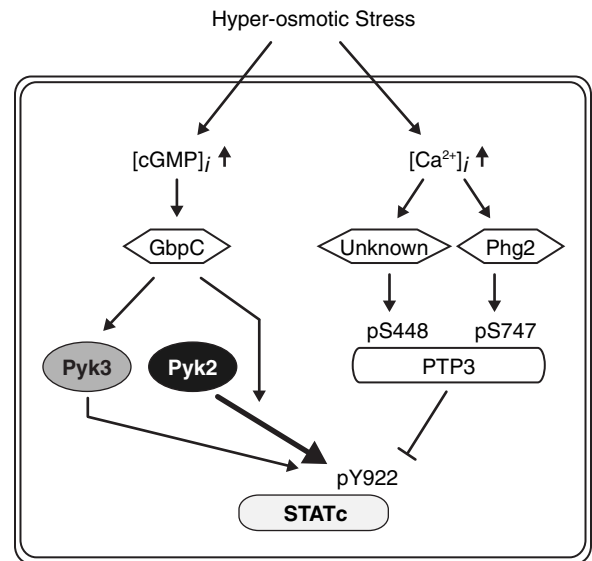 Hyper-osmotic Stress
[cGMP]i ↑ [Ca²⁺]i ↑
GbpC Unknown Phg2
pS448 pS747
Pyk3 Pyk2 PTP3
pY922
STATc